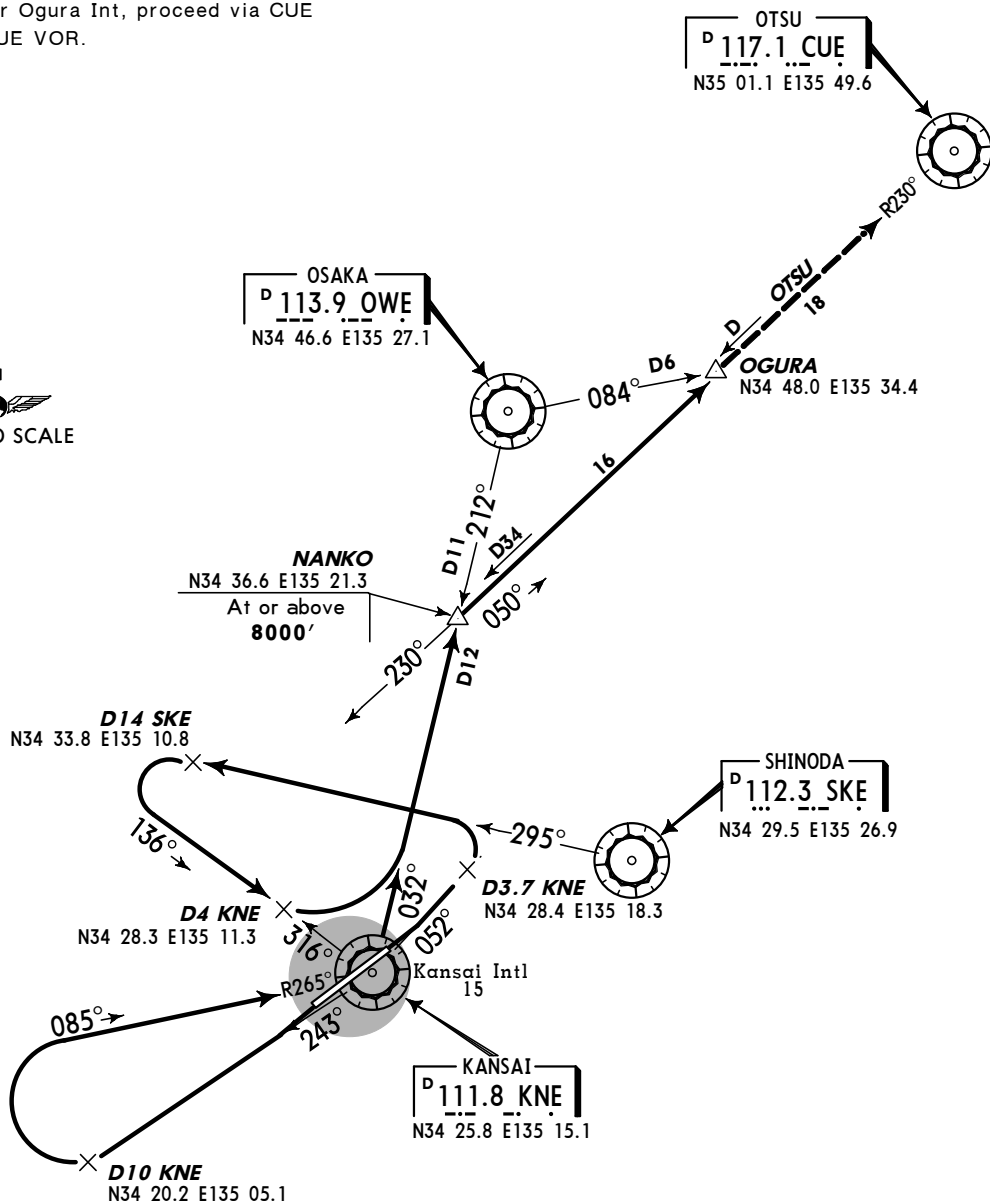 r Ogura Int, proceed via CUE
UE VOR.
OTSU
D 117.1 CUE
N35 01.1 E135 49.6
R230°
OSAKA
D 113.9 OWE
N34 46.6 E135 27.1
OTSU
18
D
D6
084°
OGURA
N34 48.0 E135 34.4
SCALE
16
212°
D11
D34
NANKO
N34 36.6 E135 21.3
At or above
8000'
050°
230°
D12
D14 SKE
N34 33.8 E135 10.8
SHINODA
D 112.3 SKE
N34 29.5 E135 26.9
295°
136°
D3.7 KNE
N34 28.4 E135 18.3
032°
D4 KNE
N34 28.3 E135 11.3
052°
316°
Kansai Intl
15
R265°
085°
243°
KANSAI
D 111.8 KNE
N34 25.8 E135 15.1
D10 KNE
N34 20.2 E135 05.1